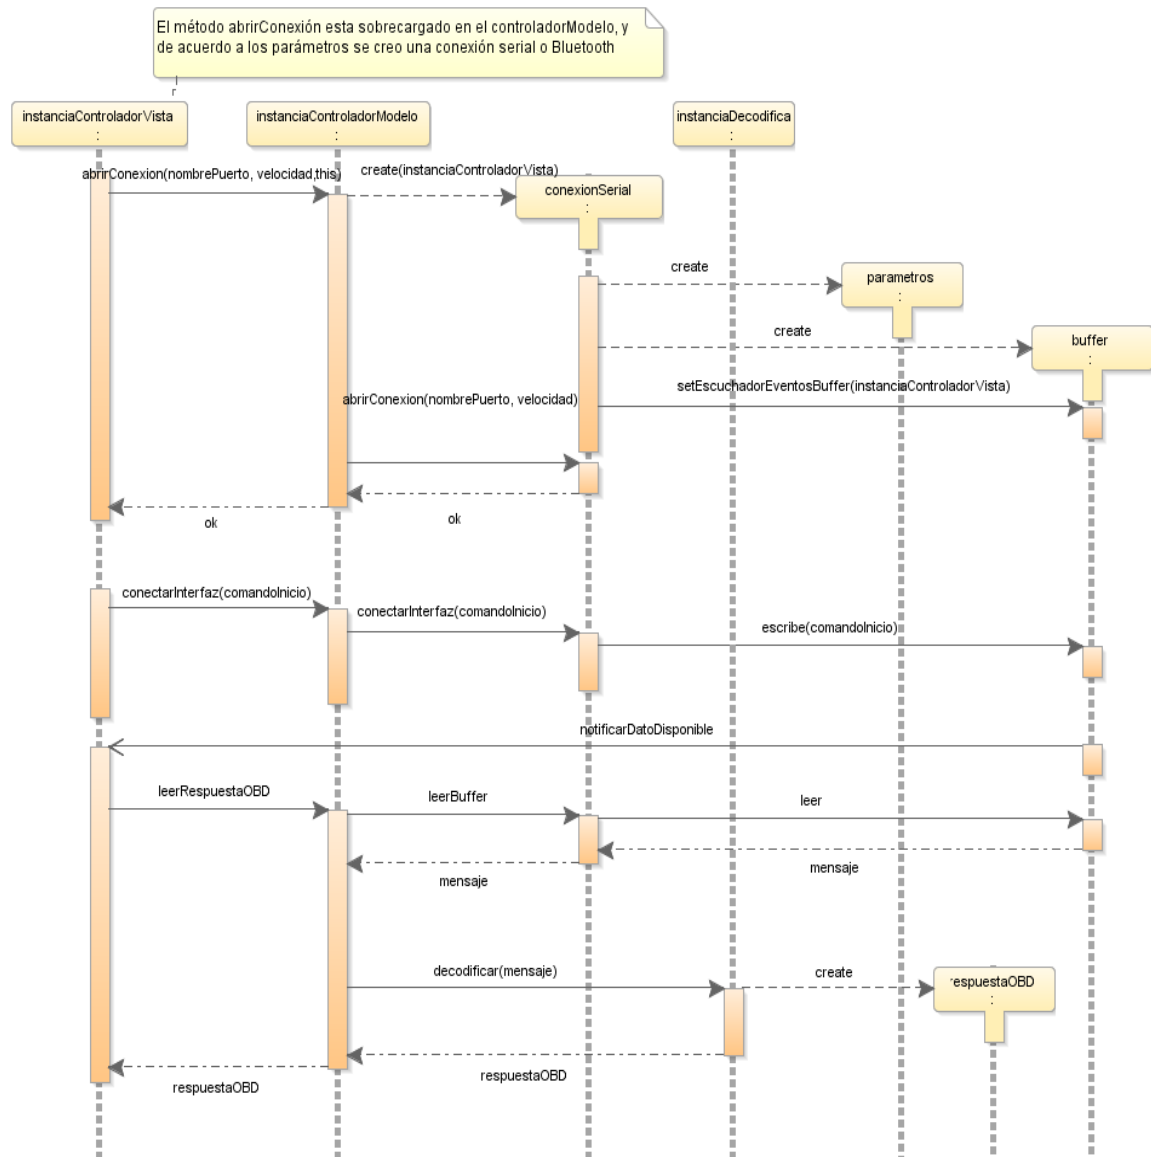 El método abrirConexión esta sobrecargado en el controladorModelo, y
de acuerdo a los parámetros se creo una conexión serial o Bluetooth
r
instanciaControladorVista
:
instanciaControladorModelo
:
instanciaDecodifica
:
abrirConexion(nombrePuerto, velocidad,this)
create(instanciaControladorVista)
conexionSerial
:
create
parametros
:
create
buffer
:
setEscuchadorEventosBuffer(instanciaControladorVista)
abrirConexion(nombrePuerto, velocidad)
ok
ok
conectarInterfaz(comandoInicio)
conectarInterfaz(comandoInicio)
escribe(comandoInicio)
notificarDatoDisponible
leerRespuestaOBD
leerBuffer
leer
mensaje
mensaje
decodificar(mensaje)
create
respuestaOBD
:
respuestaOBD
respuestaOBD